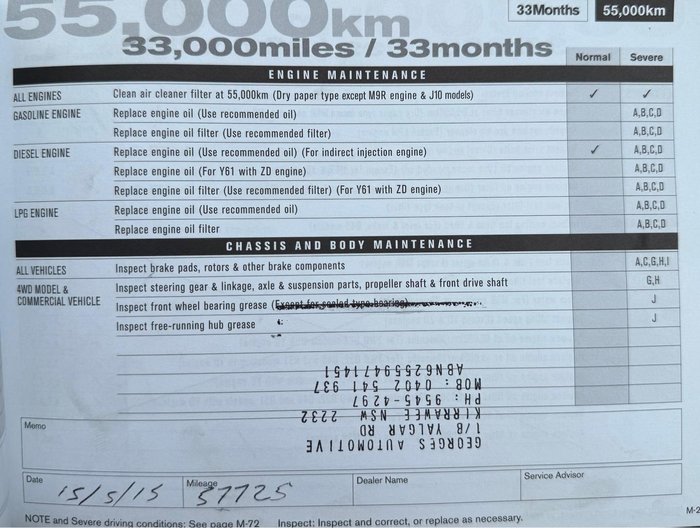 55,000km
33Months 55,000km
33,000miles / 33months
Normal Severe
ENGINE MAINTENANCE
ALL ENGINES Clean air cleaner filter at 55,000km (Dry paper type except M9R engine & J10 models) ✓ ✓
GASOLINE ENGINE Replace engine oil (Use recommended oil) A,B,C,D
Replace engine oil filter (Use recommended filter) A,B,C,D
DIESEL ENGINE Replace engine oil (Use recommended oil) (For indirect injection engine) ✓ A,B,C,D
Replace engine oil (For Y61 with ZD engine) A,B,C,D
Replace engine oil filter (Use recommended filter) (For Y61 with ZD engine) A,B,C,D
LPG ENGINE Replace engine oil (Use recommended oil) A,B,C,D
Replace engine oil filter A,B,C,D
CHASSIS AND BODY MAINTENANCE
ALL VEHICLES Inspect brake pads, rotors & other brake components A,C,G,H,I
4WD MODEL & Inspect steering gear & linkage, axle & suspension parts, propeller shaft & front drive shaft G,H
COMMERCIAL VEHICLE Inspect front wheel bearing grease (Except for sealed type bearing) J
Inspect free-running hub grease J
GEORGES AUTOMOTIVE
1/8 YALGAR RD
KIRRAWEE NSW 2232
PH: 9545-4297
MOB: 0402 541 937
ABN62559471451
Memo
Date 15/5/15 Mileage 57725 Dealer Name Service Advisor
NOTE and Severe driving conditions: See page M-72 Inspect: Inspect and correct, or replace as necessary.